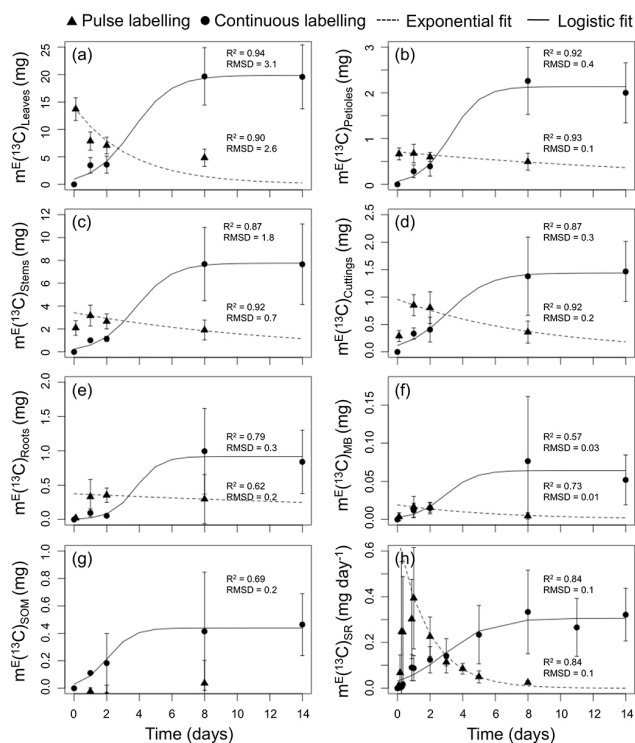 Pulse labelling Continuous labelling Exponential fit Logistic fit
(a)
mE(13C)Leaves (mg)
0 5 10 15 20 25
R² = 0.94
RMSD = 3.1
R² = 0.90
RMSD = 2.6
(b)
mE(13C)Petioles (mg)
0 1 2 3
R² = 0.92
RMSD = 0.4
R² = 0.93
RMSD = 0.1
(c)
mE(13C)Stems (mg)
0 2 4 6 8 10 12
R² = 0.87
RMSD = 1.8
R² = 0.92
RMSD = 0.7
(d)
mE(13C)Cuttings (mg)
0.0 0.5 1.0 1.5 2.0 2.5
R² = 0.87
RMSD = 0.3
R² = 0.92
RMSD = 0.2
(e)
mE(13C)Roots (mg)
0.0 0.5 1.0 1.5 2.0
R² = 0.79
RMSD = 0.3
R² = 0.62
RMSD = 0.2
(f)
mE(13C)MB (mg)
0.00 0.05 0.10 0.15
R² = 0.57
RMSD = 0.03
R² = 0.73
RMSD = 0.01
(g)
mE(13C)SOM (mg)
0.0 0.2 0.4 0.6 0.8 1.0
R² = 0.69
RMSD = 0.2
0 2 4 6 8 10 12 14
Time (days)
(h)
mE(13C)SR (mg day-1)
0.0 0.2 0.4 0.6
R² = 0.84
RMSD = 0.1
R² = 0.84
RMSD = 0.1
0 2 4 6 8 10 12 14
Time (days)